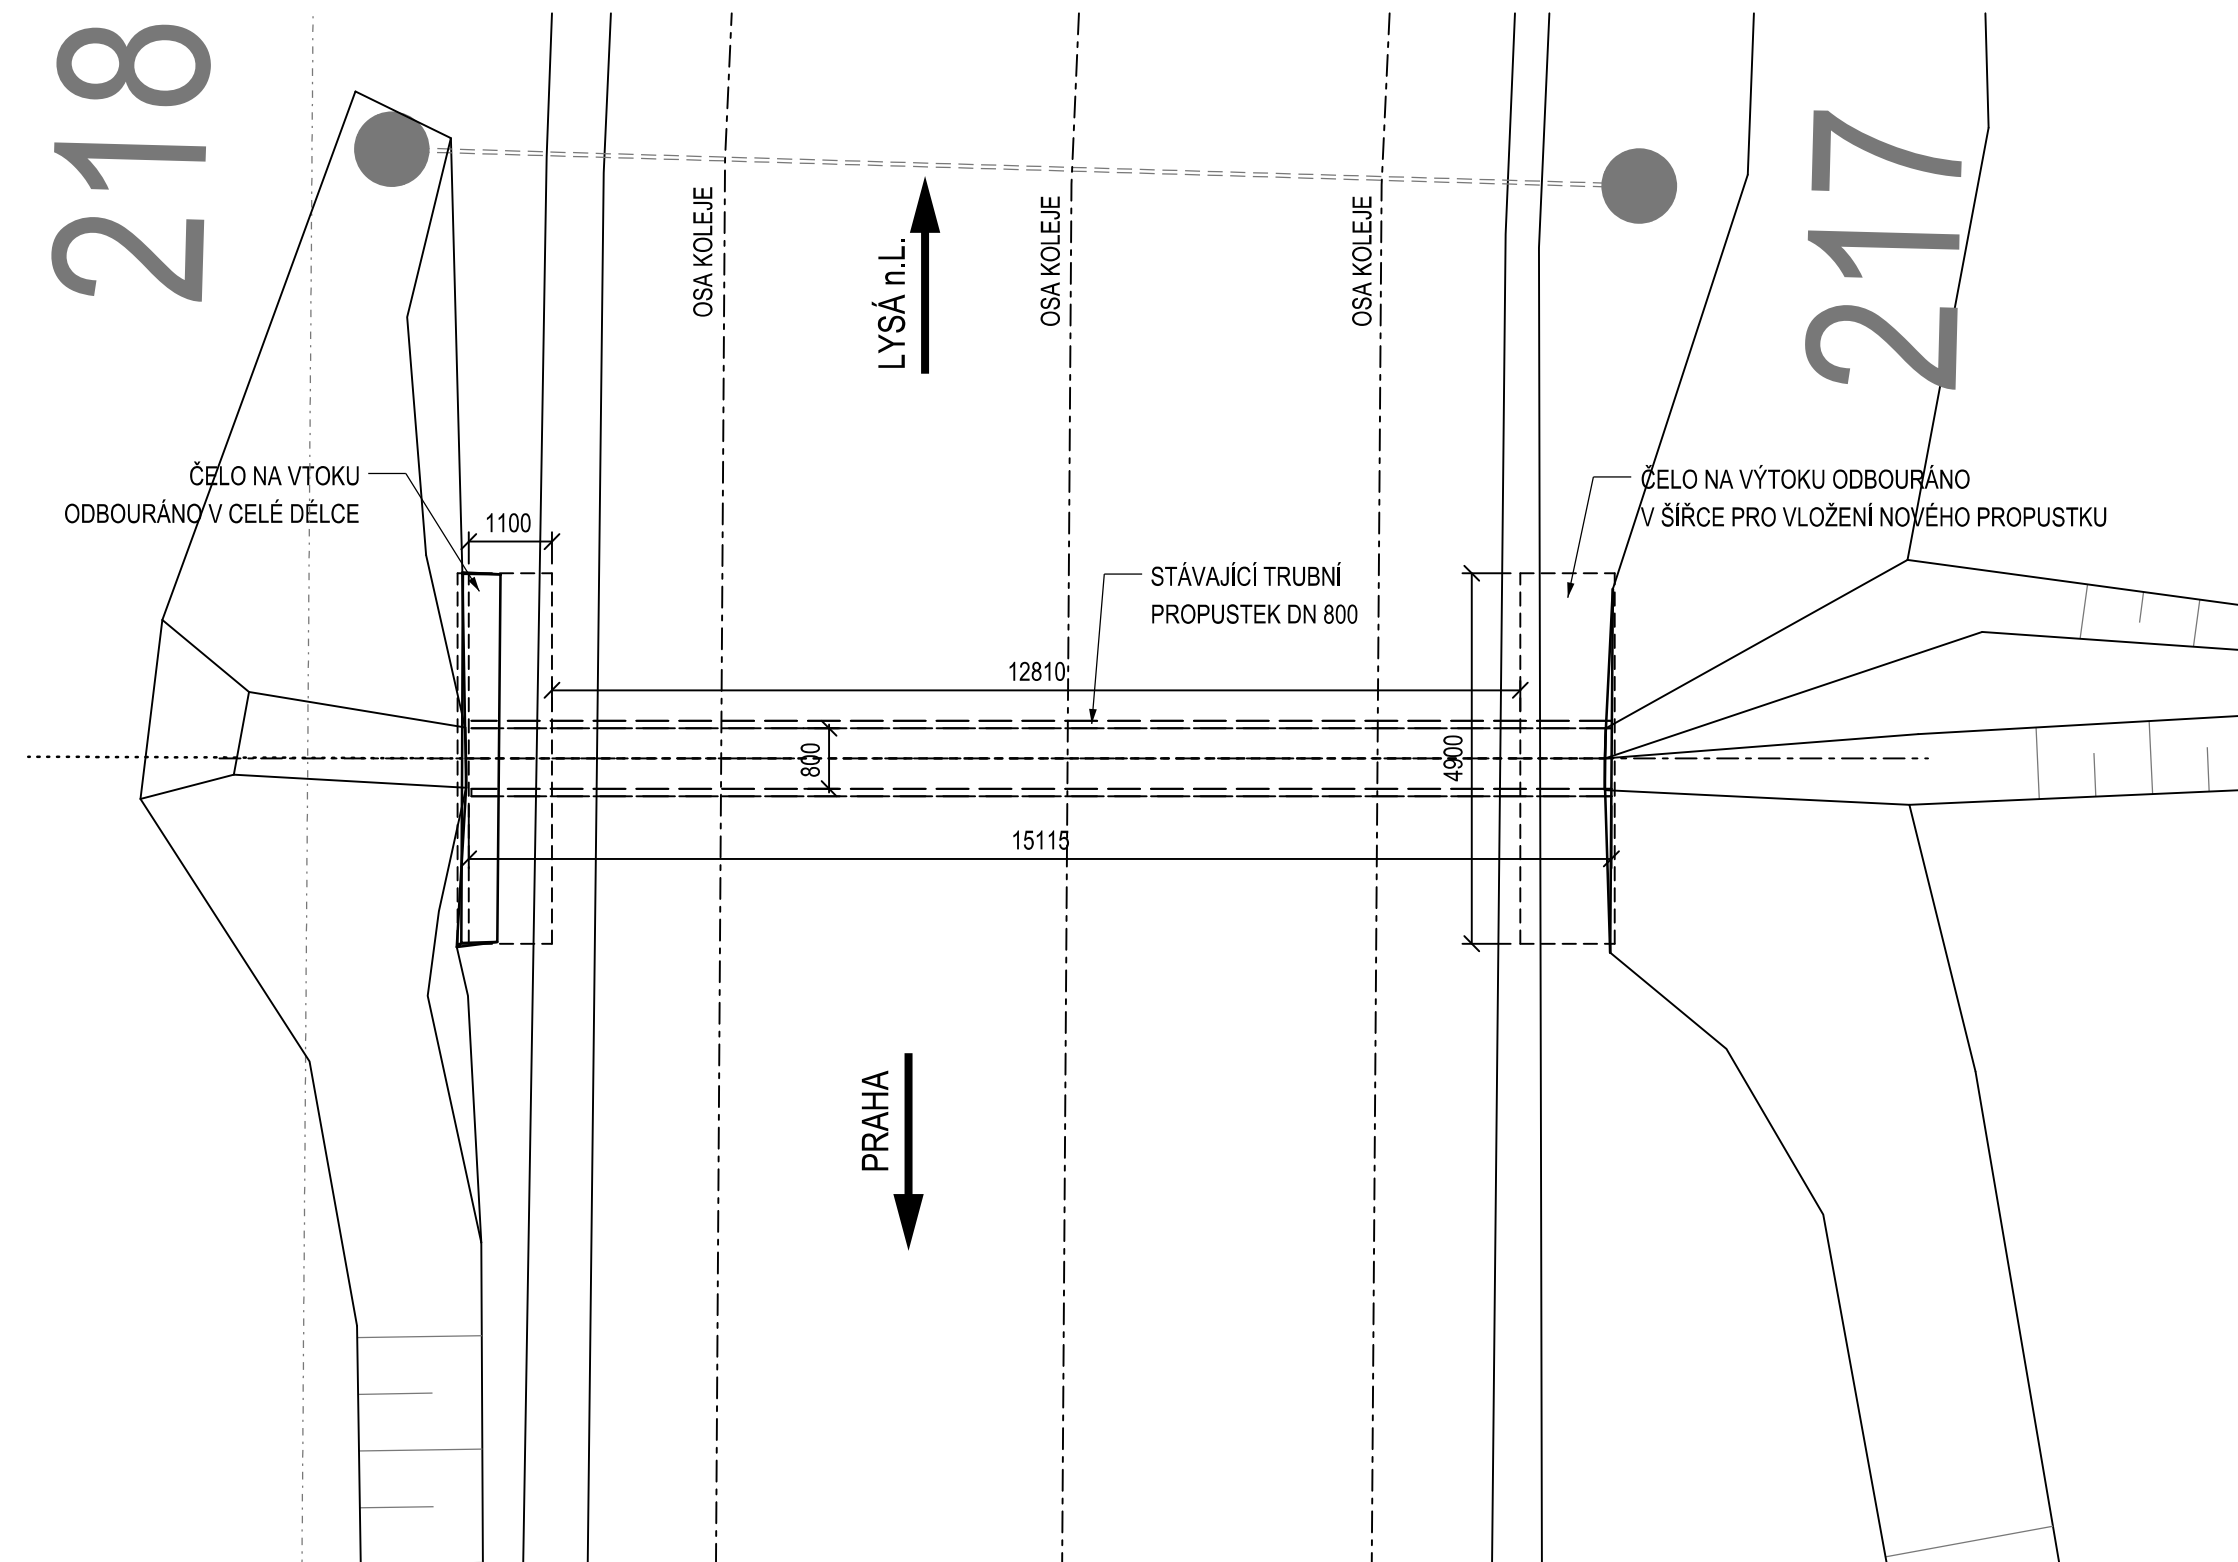 218
217
OSA KOLEJE
LYSÁ n.L.
OSA KOLEJE
OSA KOLEJE
ČELO NA VTOKU
ODBOURÁNO V CELÉ DÉLCE
1100
ČELO NA VÝTOKU ODBOURÁNO
V ŠÍŘCE PRO VLOŽENÍ NOVÉHO PROPUSTKU
STÁVAJÍCÍ TRUBNÍ
PROPUSTEK DN 800
12810
800
4900
15115
PRAHA